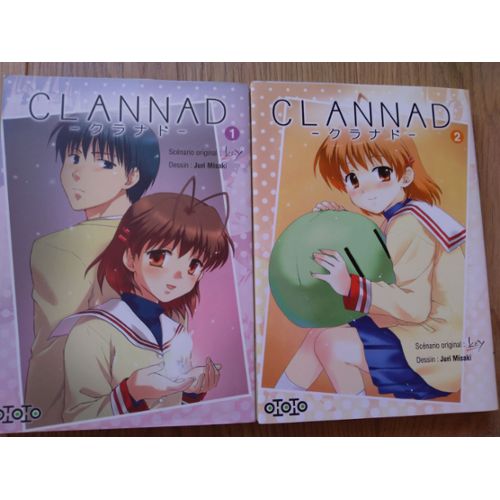 CLANNAD
-クラナド-
1
Scénario original : key
Dessin : Juri Misaki
OTOTO
CLANNAD
-クラナド-
2
Scénario original : key
Dessin : Juri Misaki
OTOTO